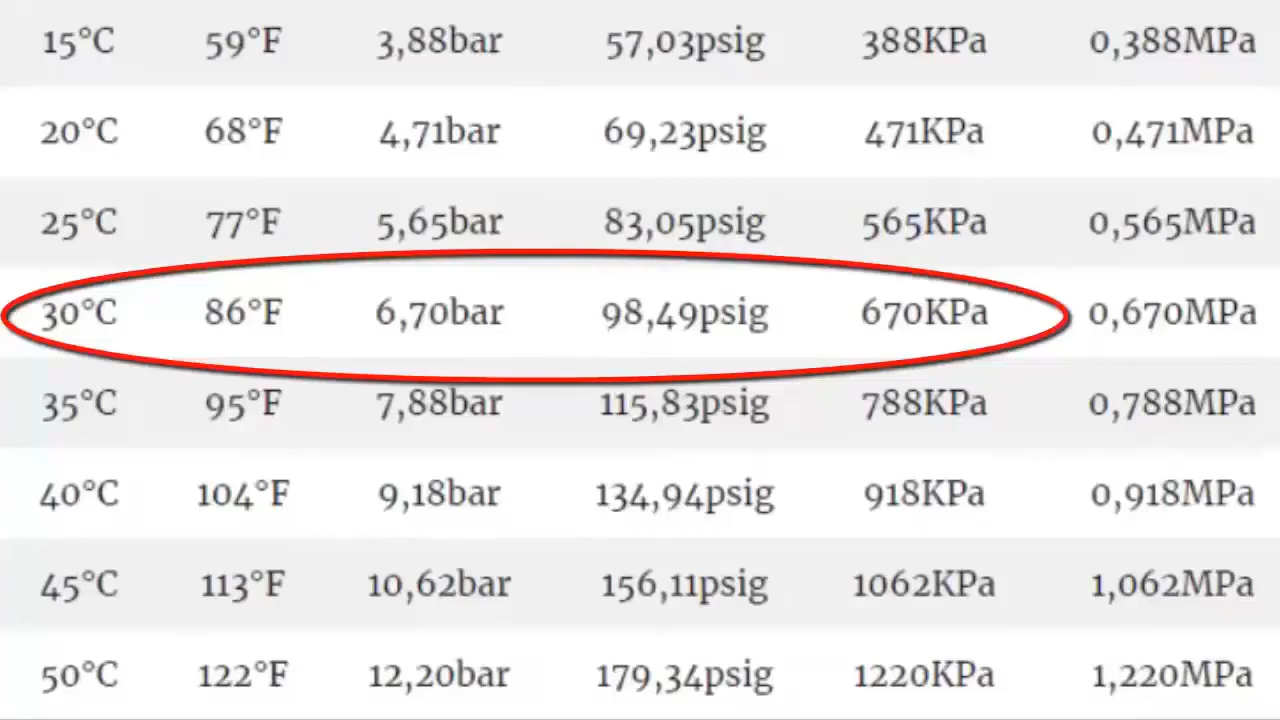 15°C 59°F 3,88bar 57,03psig 388KPa 0,388MPa
20°C 68°F 4,71bar 69,23psig 471KPa 0,471MPa
25°C 77°F 5,65bar 83,05psig 565KPa 0,565MPa
30°C 86°F 6,70bar 98,49psig 670KPa 0,670MPa
35°C 95°F 7,88bar 115,83psig 788KPa 0,788MPa
40°C 104°F 9,18bar 134,94psig 918KPa 0,918MPa
45°C 113°F 10,62bar 156,11psig 1062KPa 1,062MPa
50°C 122°F 12,20bar 179,34psig 1220KPa 1,220MPa